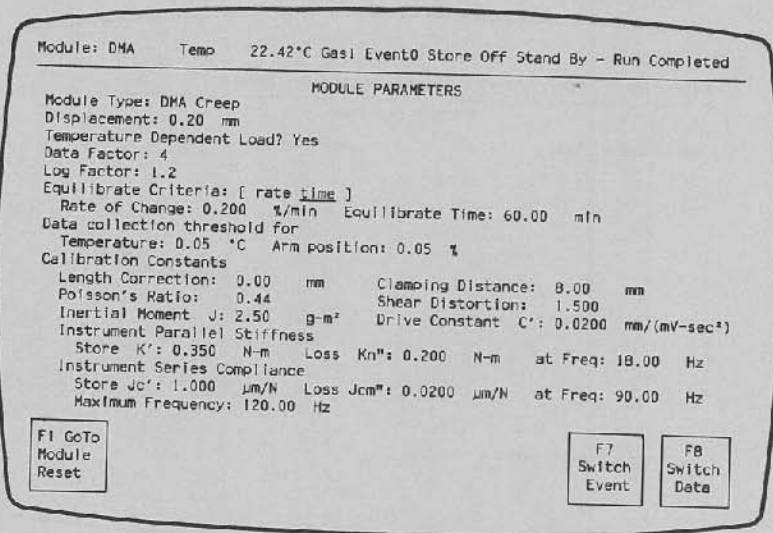 Module: DMA Temp 22.42°C Gas1 Event0 Store Off Stand By - Run Completed
MODULE PARAMETERS
Module Type: DMA Creep
Displacement: 0.20 mm
Temperature Dependent Load? Yes
Data Factor: 4
Log Factor: 1.2
Equilibrate Criteria: [ rate time ]
Rate of Change: 0.200 %/min Equilibrate Time: 60.00 min
Data collection threshold for
Temperature: 0.05 °C Arm position: 0.05 %
Calibration Constants
Length Correction: 0.00 mm Clamping Distance: 8.00 mm
Poisson's Ratio: 0.44 Shear Distortion: 1.500
Inertial Moment J: 2.50 g-m² Drive Constant C': 0.0200 mm/(mV-sec²)
Instrument Parallel Stiffness
Store K': 0.350 N-m Loss Kn": 0.200 N-m at Freq: 18.00 Hz
Instrument Series Compliance
Store Jc': 1.000 µm/N Loss Jcm": 0.0200 µm/N at Freq: 90.00 Hz
Maximum Frequency: 120.00 Hz
F1 GoTo
Module
Reset
F7
Switch
Event
F8
Switch
Data